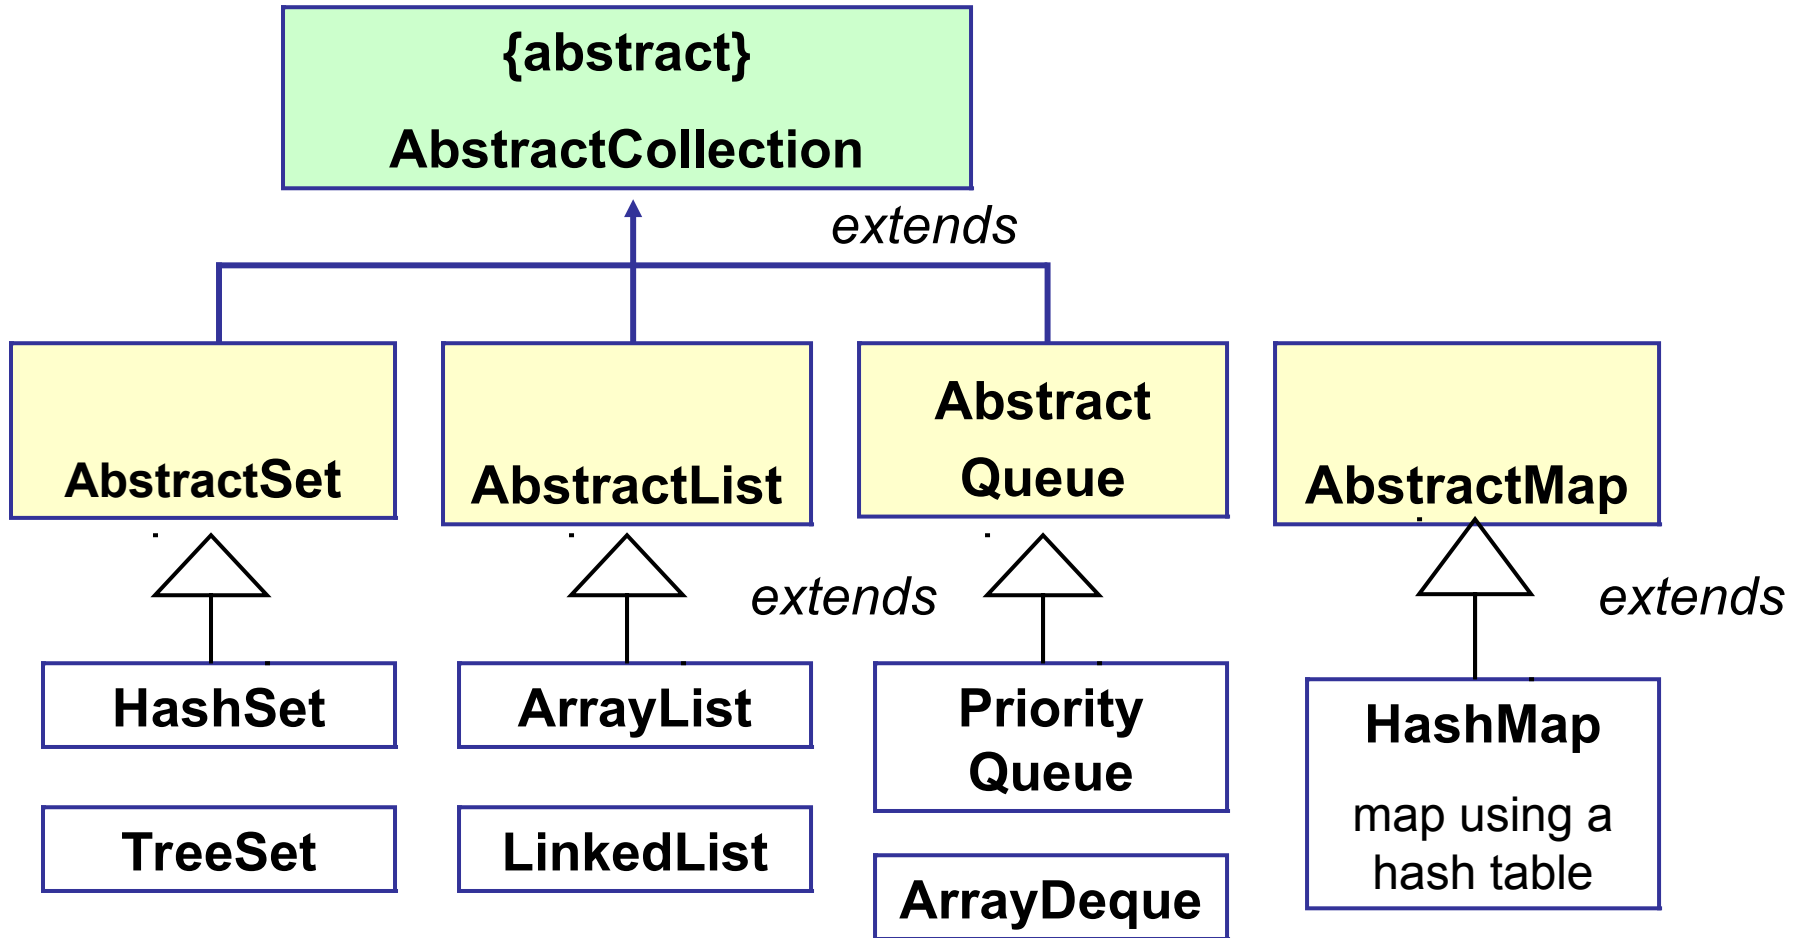 {abstract}
AbstractCollection
extends
AbstractSet
AbstractList
Abstract
Queue
AbstractMap
extends
extends
HashSet
ArrayList
Priority
Queue
HashMap
map using a
hash table
TreeSet
LinkedList
ArrayDeque